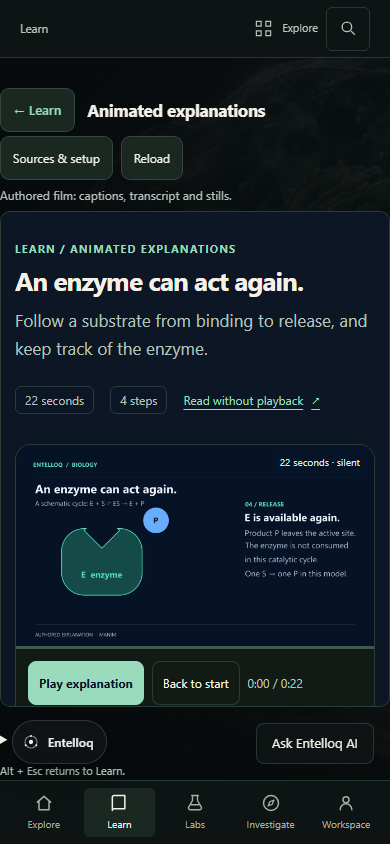 Learn
Explore
← Learn
Animated explanations
Sources & setup
Reload
Authored film: captions, transcript and stills.
LEARN / ANIMATED EXPLANATIONS
An enzyme can act again.
Follow a substrate from binding to release, and
keep track of the enzyme.
22 seconds
4 steps
Read without playback ↗
ENTELLOQ / BIOLOGY
22 seconds · silent
An enzyme can act again.
A schematic cycle: E + S ⇌ ES → E + P
P
E enzyme
04 / RELEASE
E is available again.
Product P leaves the active site.
The enzyme is not consumed
in this catalytic cycle.
One S → one P in this model.
AUTHORED EXPLANATION · MANIM
Play explanation
Back to start
0:00 / 0:22
Entelloq
Ask Entelloq AI
Alt + Esc returns to Learn.
Explore
Learn
Labs
Investigate
Workspace